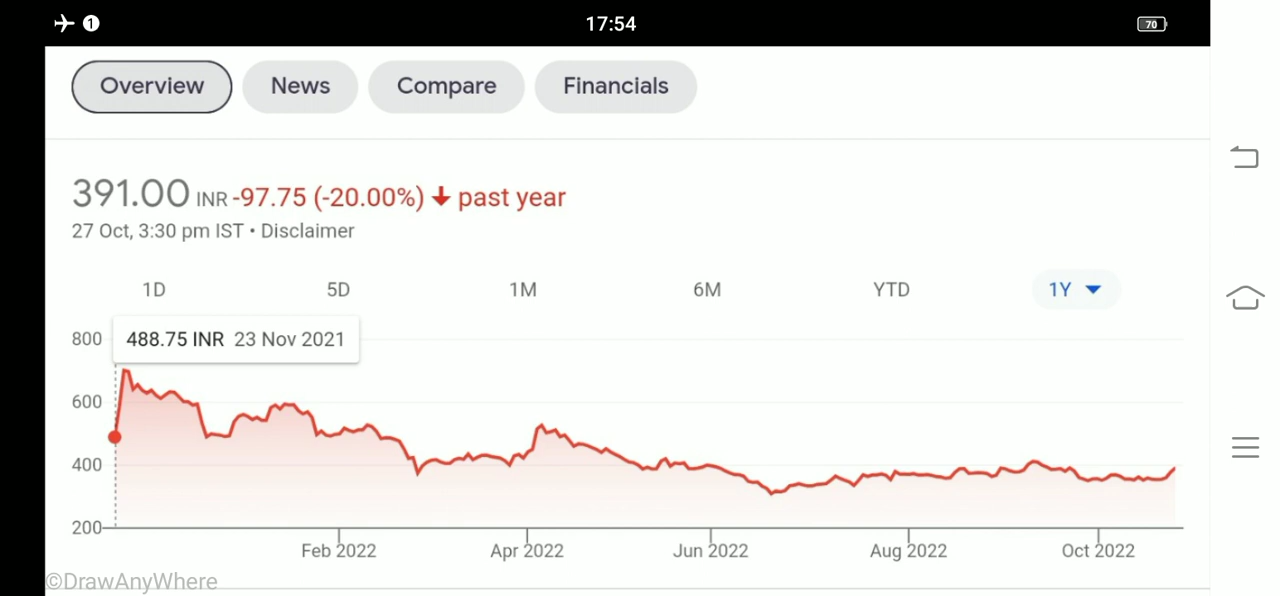 1 17:54 70
Overview News Compare Financials
391.00 INR -97.75 (-20.00%) ↓ past year
27 Oct, 3:30 pm IST • Disclaimer
1D 5D 1M 6M YTD 1Y
488.75 INR 23 Nov 2021
800
600
400
200
Feb 2022 Apr 2022 Jun 2022 Aug 2022 Oct 2022
©DrawAnyWhere